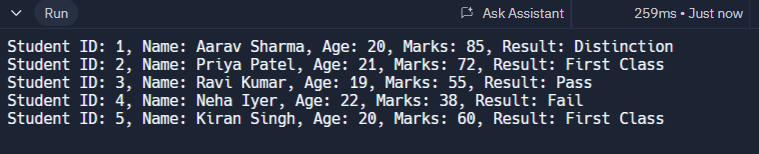 Run Ask Assistant 259ms • Just now
Student ID: 1, Name: Aarav Sharma, Age: 20, Marks: 85, Result: Distinction
Student ID: 2, Name: Priya Patel, Age: 21, Marks: 72, Result: First Class
Student ID: 3, Name: Ravi Kumar, Age: 19, Marks: 55, Result: Pass
Student ID: 4, Name: Neha Iyer, Age: 22, Marks: 38, Result: Fail
Student ID: 5, Name: Kiran Singh, Age: 20, Marks: 60, Result: First Class